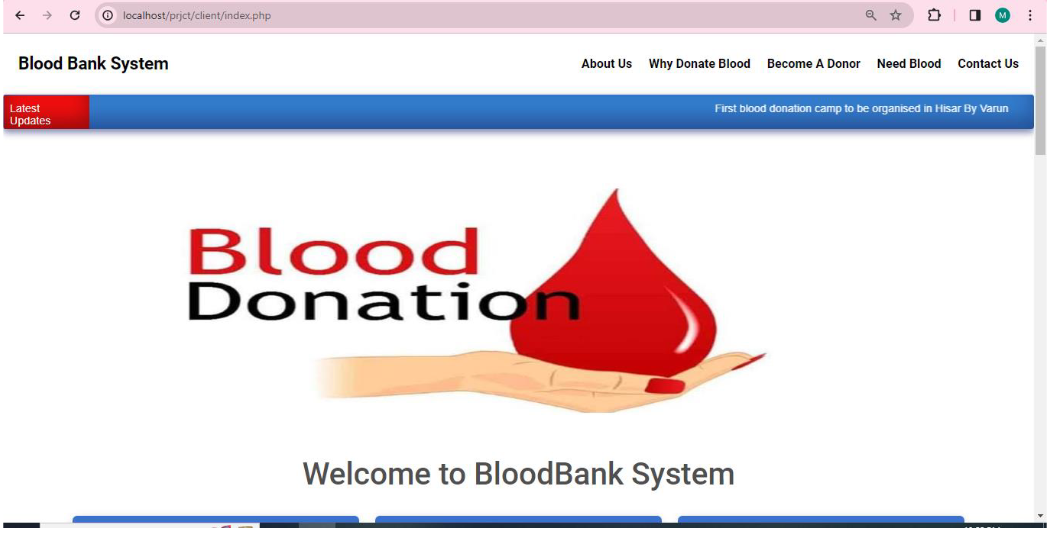 localhost/prjct/client/index.php
M
Blood Bank System
About Us Why Donate Blood Become A Donor Need Blood Contact Us
Latest
Updates
First blood donation camp to be organised in Hisar By Varun
Blood
Donation
Welcome to BloodBank System